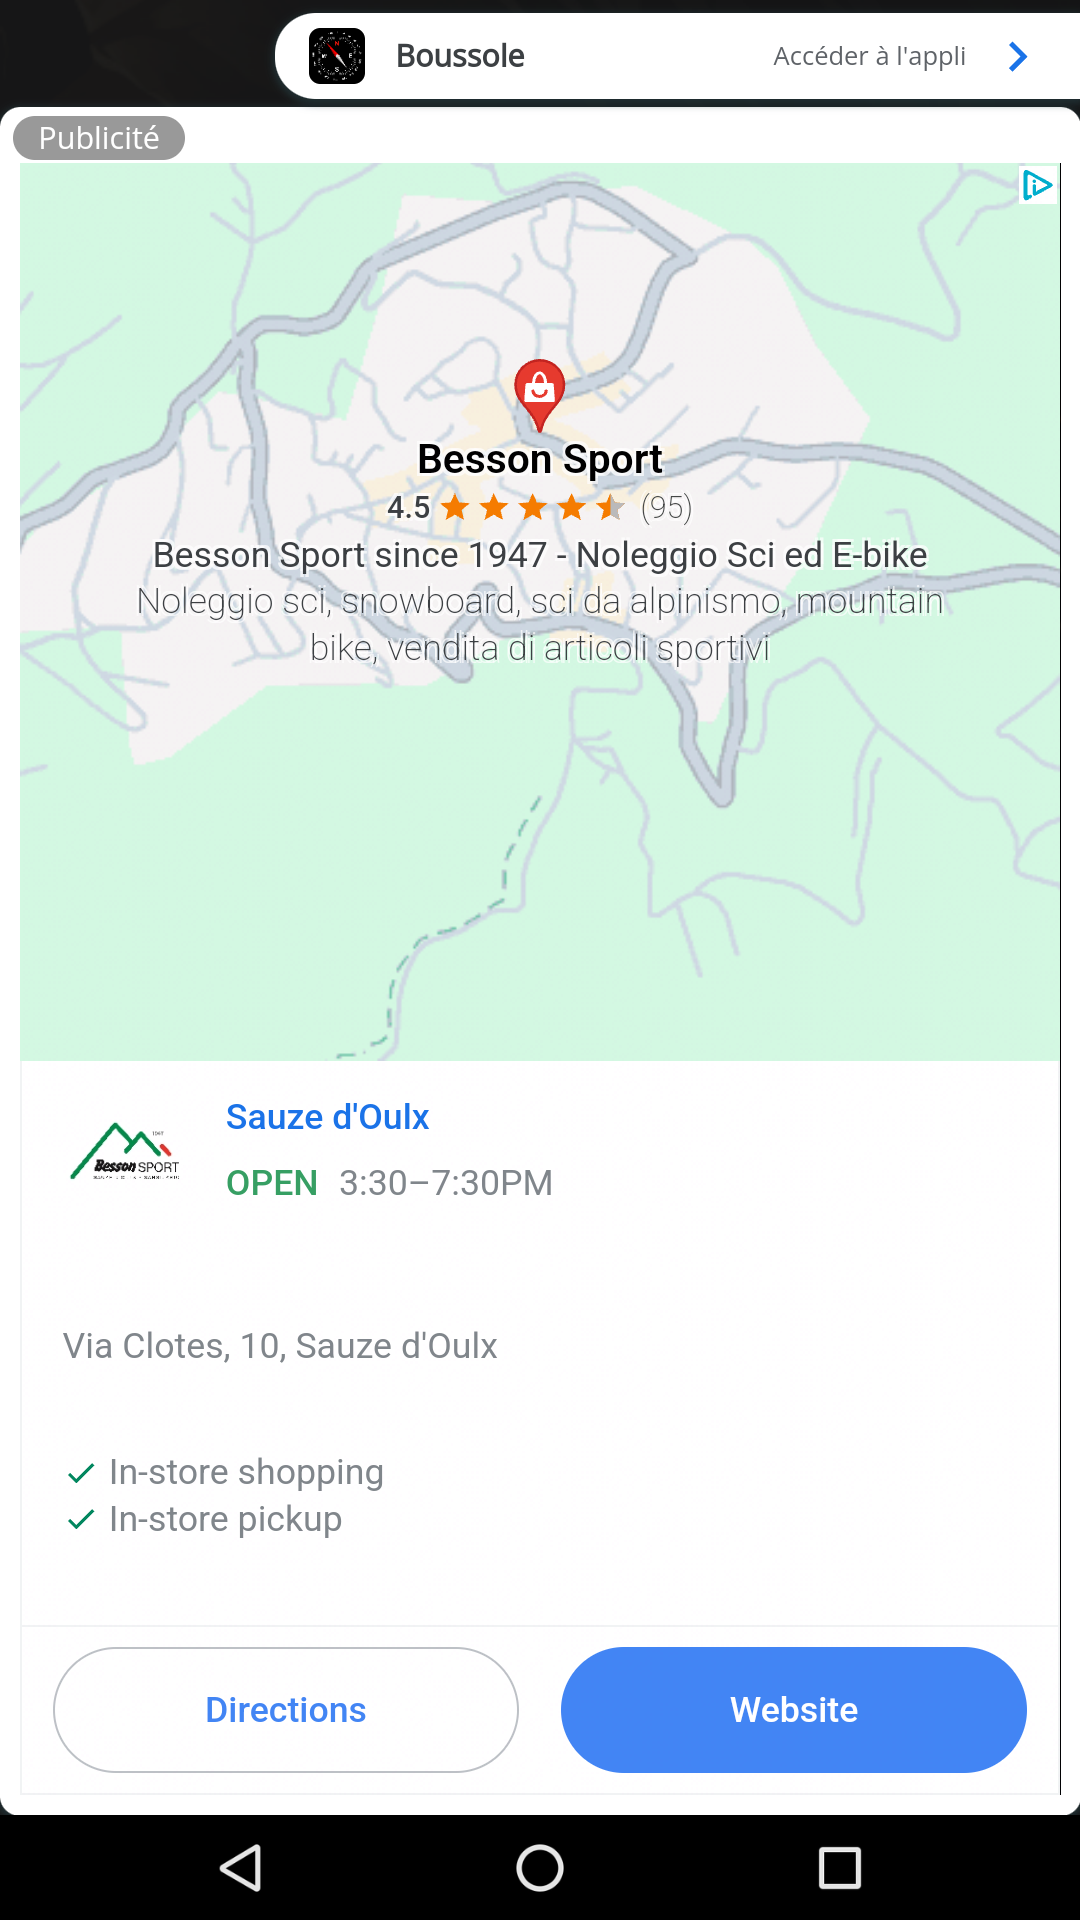 Boussole
Accéder à l'appli
Publicité
Besson Sport
4.5 (95)
Besson Sport since 1947 - Noleggio Sci ed E-bike
Noleggio sci, snowboard, sci da alpinismo, mountain
bike, vendita di articoli sportivi
Sauze d'Oulx
OPEN 3:30–7:30PM
1947
Besson SPORT
Via Clotes, 10, Sauze d'Oulx
In-store shopping
In-store pickup
Directions
Website